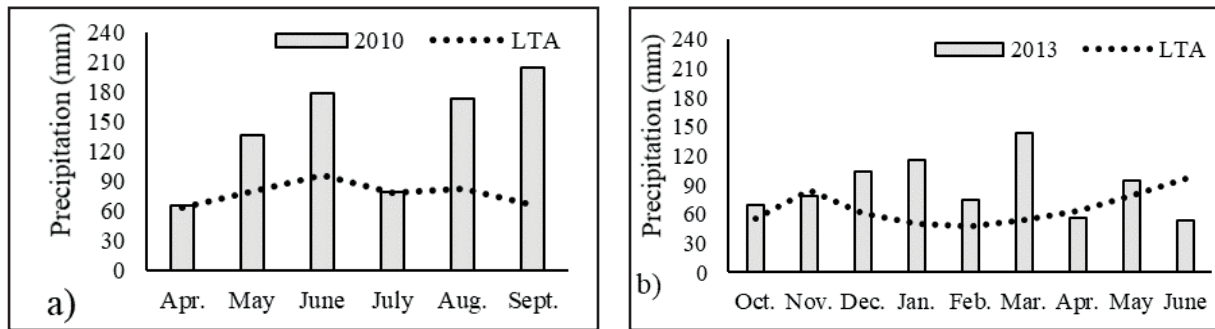 Precipitation (mm)
240
210
180
150
120
90
60
30
0
2010
LTA
Apr. May June July Aug. Sept.
a)
Precipitation (mm)
240
210
180
150
120
90
60
30
0
2013
LTA
Oct. Nov. Dec. Jan. Feb. Mar. Apr. May June
b)